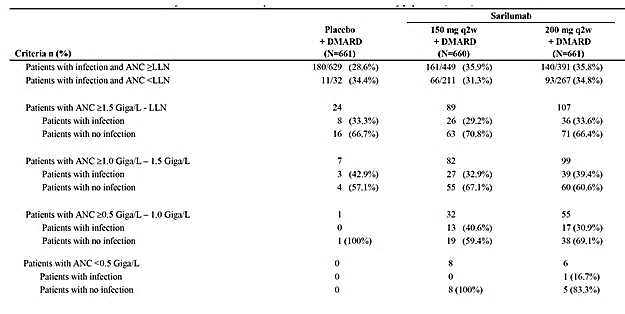 Sarilumab
Placebo 150 mg q2w 200 mg q2w
+ DMARD + DMARD + DMARD
Criteria n (%) (N=661) (N=660) (N=661)
Patients with infection and ANC ≥LLN 180/629 (28.6%) 161/449 (35.9%) 140/391 (35.8%)
Patients with infection and ANC <LLN 11/32 (34.4%) 66/211 (31.3%) 93/267 (34.8%)
Patients with ANC ≥1.5 Giga/L - LLN 24 89 107
Patients with infection 8 (33.3%) 26 (29.2%) 36 (33.6%)
Patients with no infection 16 (66.7%) 63 (70.8%) 71 (66.4%)
Patients with ANC ≥1.0 Giga/L – 1.5 Giga/L 7 82 99
Patients with infection 3 (42.9%) 27 (32.9%) 39 (39.4%)
Patients with no infection 4 (57.1%) 55 (67.1%) 60 (60.6%)
Patients with ANC ≥0.5 Giga/L – 1.0 Giga/L 1 32 55
Patients with infection 0 13 (40.6%) 17 (30.9%)
Patients with no infection 1 (100%) 19 (59.4%) 38 (69.1%)
Patients with ANC <0.5 Giga/L 0 8 6
Patients with infection 0 0 1 (16.7%)
Patients with no infection 0 8 (100%) 5 (83.3%)